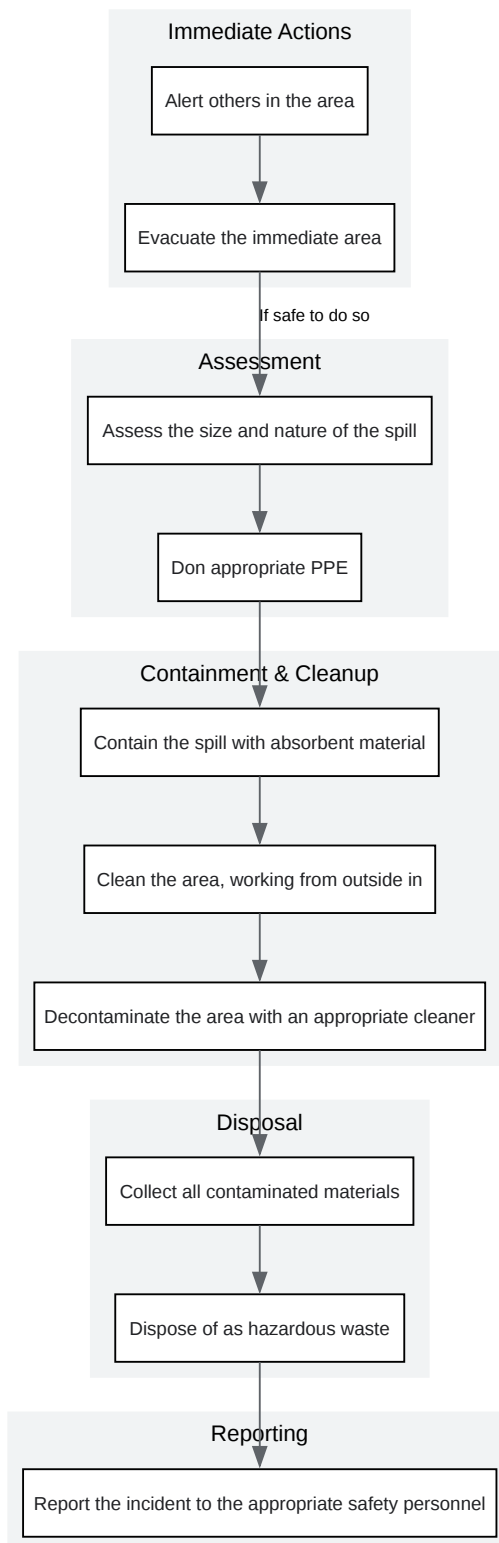 Immediate Actions
Alert others in the area
Evacuate the immediate area
If safe to do so
Assessment
Assess the size and nature of the spill
Don appropriate PPE
Containment & Cleanup
Contain the spill with absorbent material
Clean the area, working from outside in
Decontaminate the area with an appropriate cleaner
Disposal
Collect all contaminated materials
Dispose of as hazardous waste
Reporting
Report the incident to the appropriate safety personnel